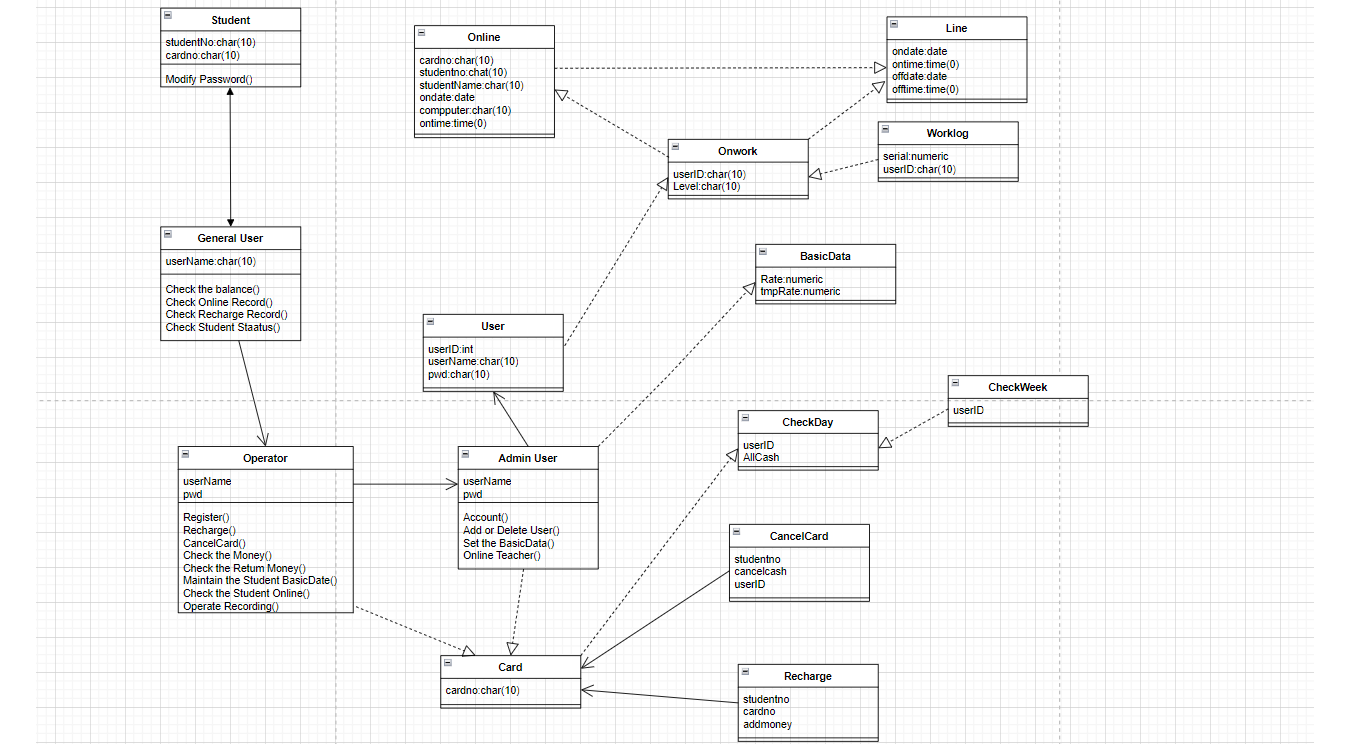 Student
studentNo:char(10)
cardno:char(10)
Modify Password()
Online
cardno:char(10)
studentno:chat(10)
studentName:char(10)
ondate:date
compputer:char(10)
ontime:time(0)
Line
ondate:date
ontime:time(0)
offdate:date
offtime:time(0)
Onwork
userID:char(10)
Level:char(10)
Worklog
serial:numeric
userID:char(10)
General User
userName:char(10)
Check the balance()
Check Online Record()
Check Recharge Record()
Check Student Staatus()
BasicData
Rate:numeric
tmpRate:numeric
User
userID:int
userName:char(10)
pwd:char(10)
CheckWeek
userID
CheckDay
userID
AllCash
Operator
userName
pwd
Register()
Recharge()
CancelCard()
Check the Money()
Check the Return Money()
Maintain the Student BasicDate()
Check the Student Online()
Operate Recording()
Admin User
userName
pwd
Account()
Add or Delete User()
Set the BasicData()
Online Teacher()
CancelCard
studentno
cancelcash
userID
Card
cardno:char(10)
Recharge
studentno
cardno
addmoney